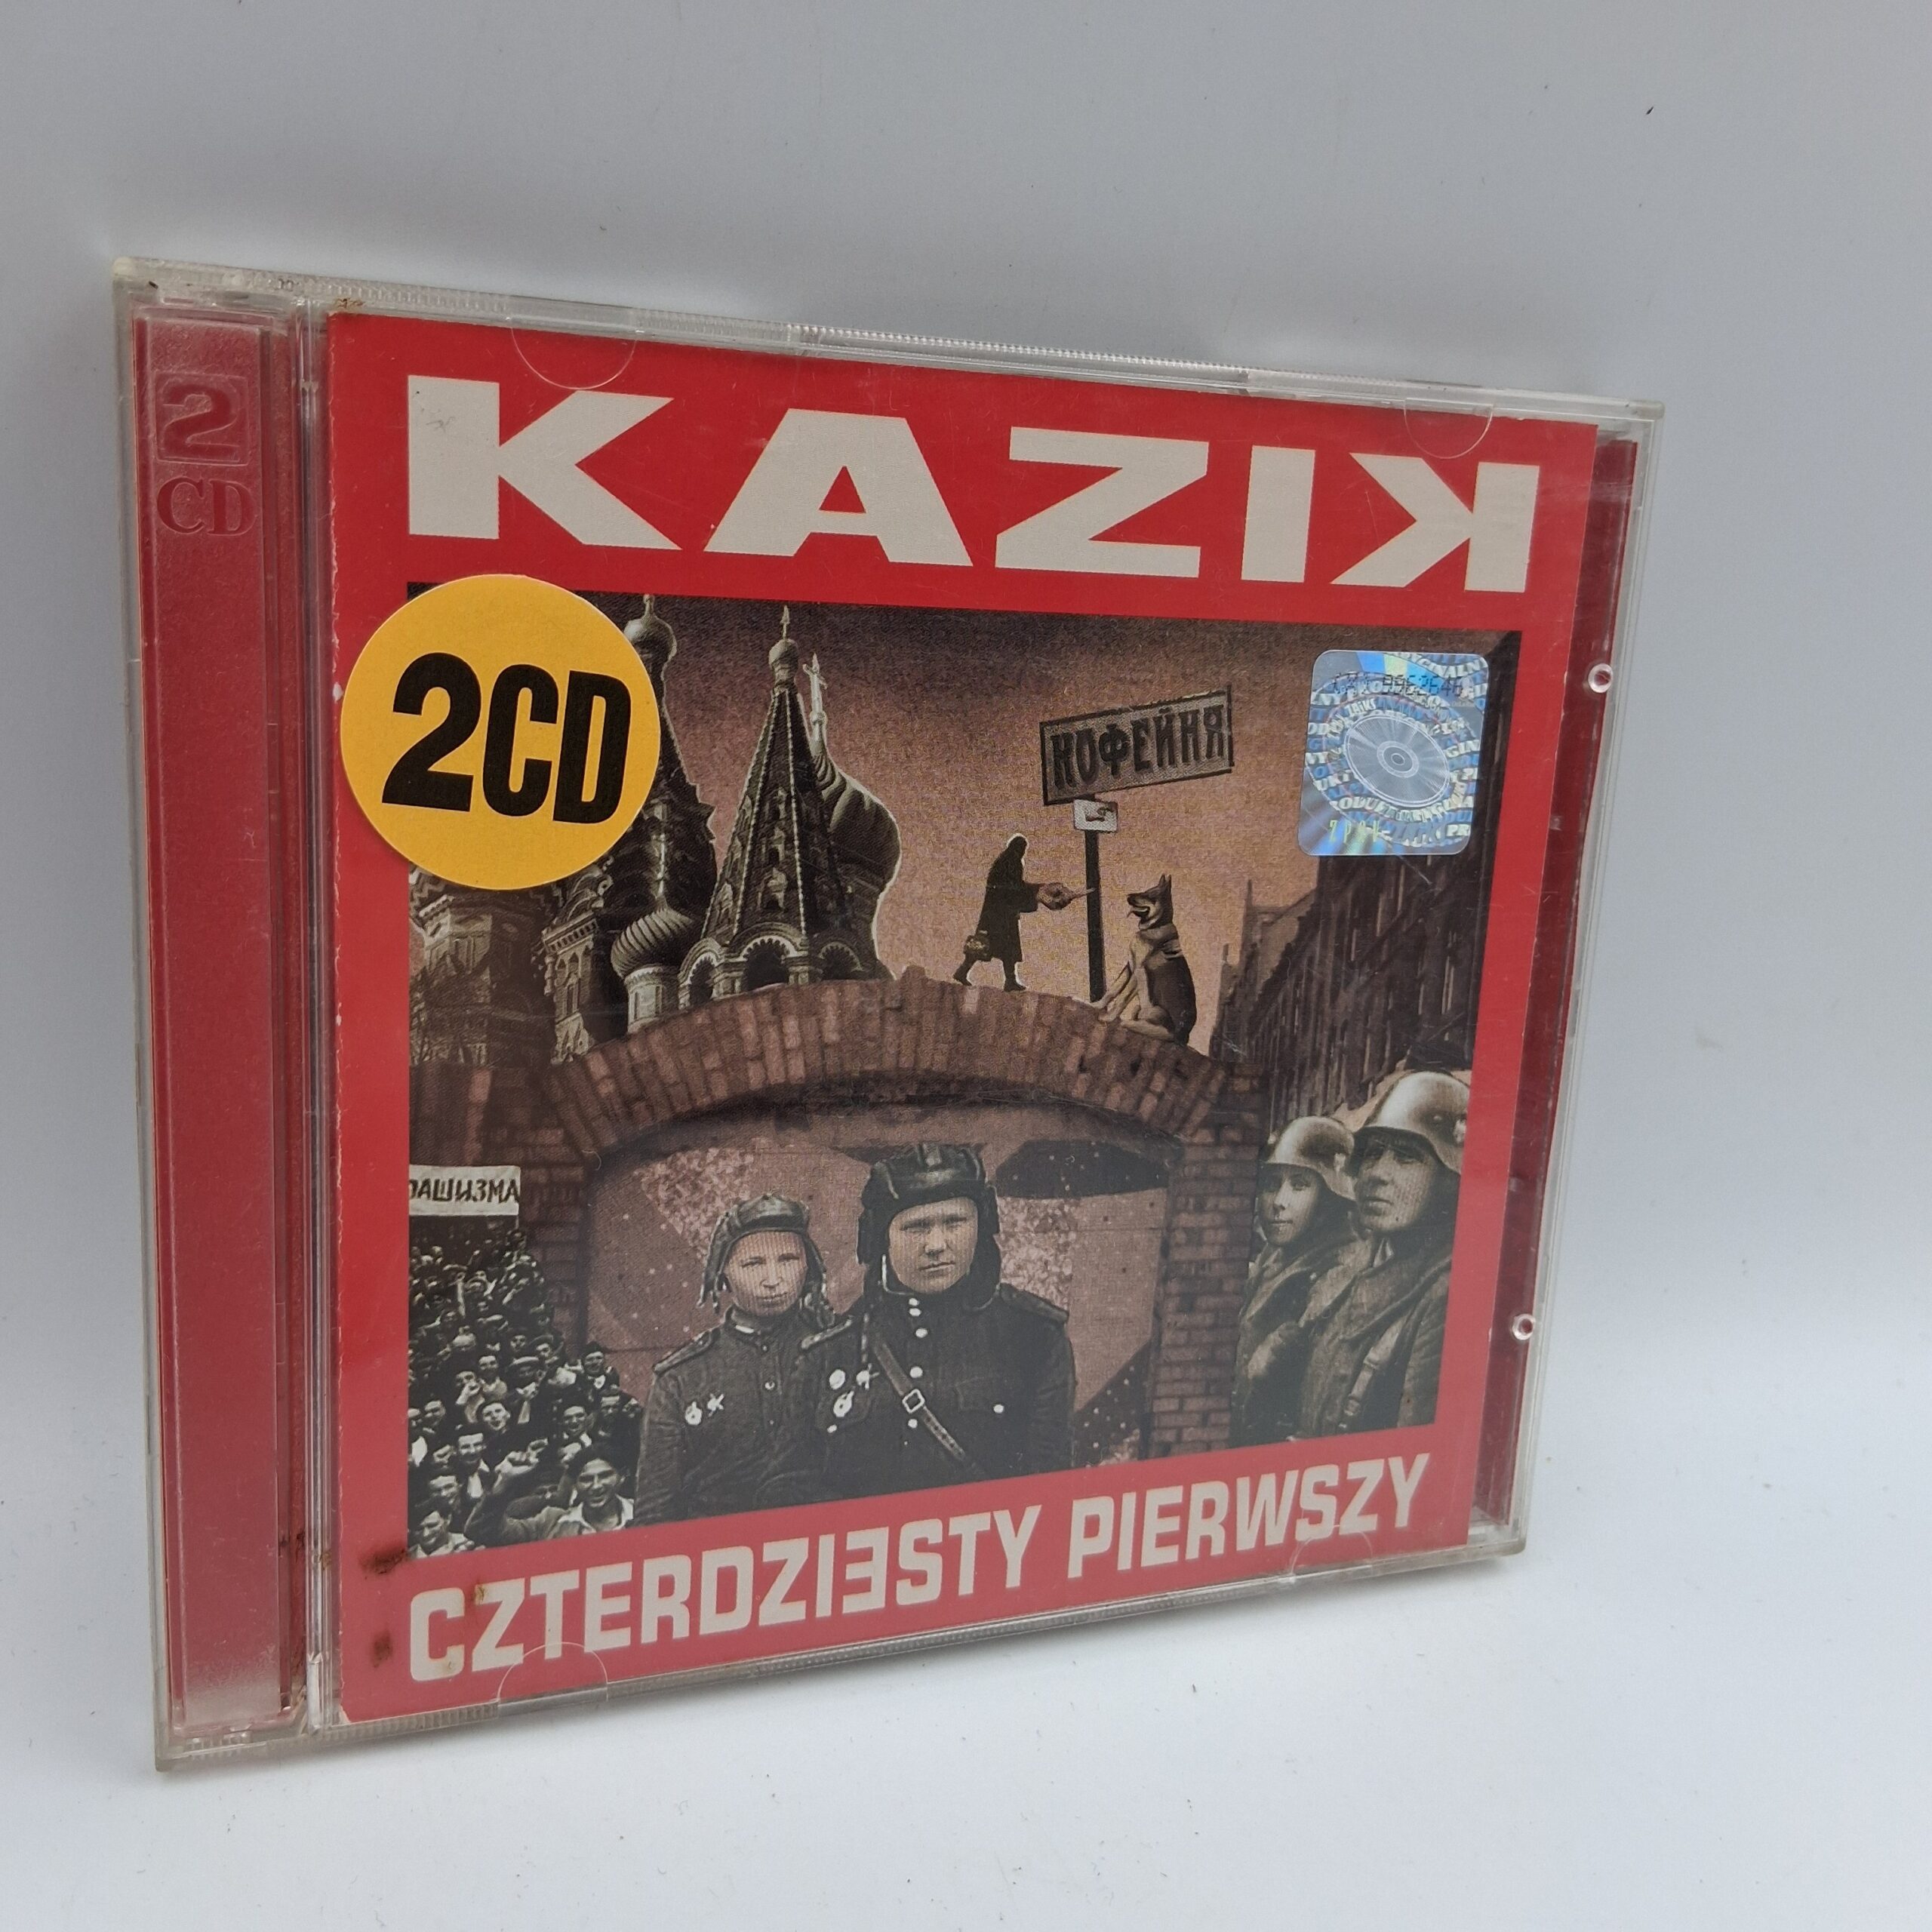 2
CD
KAZIK
2CD
КОФЕЙНЯ
ФАШИЗМА
CZTERDZIESTY PIERWSZY